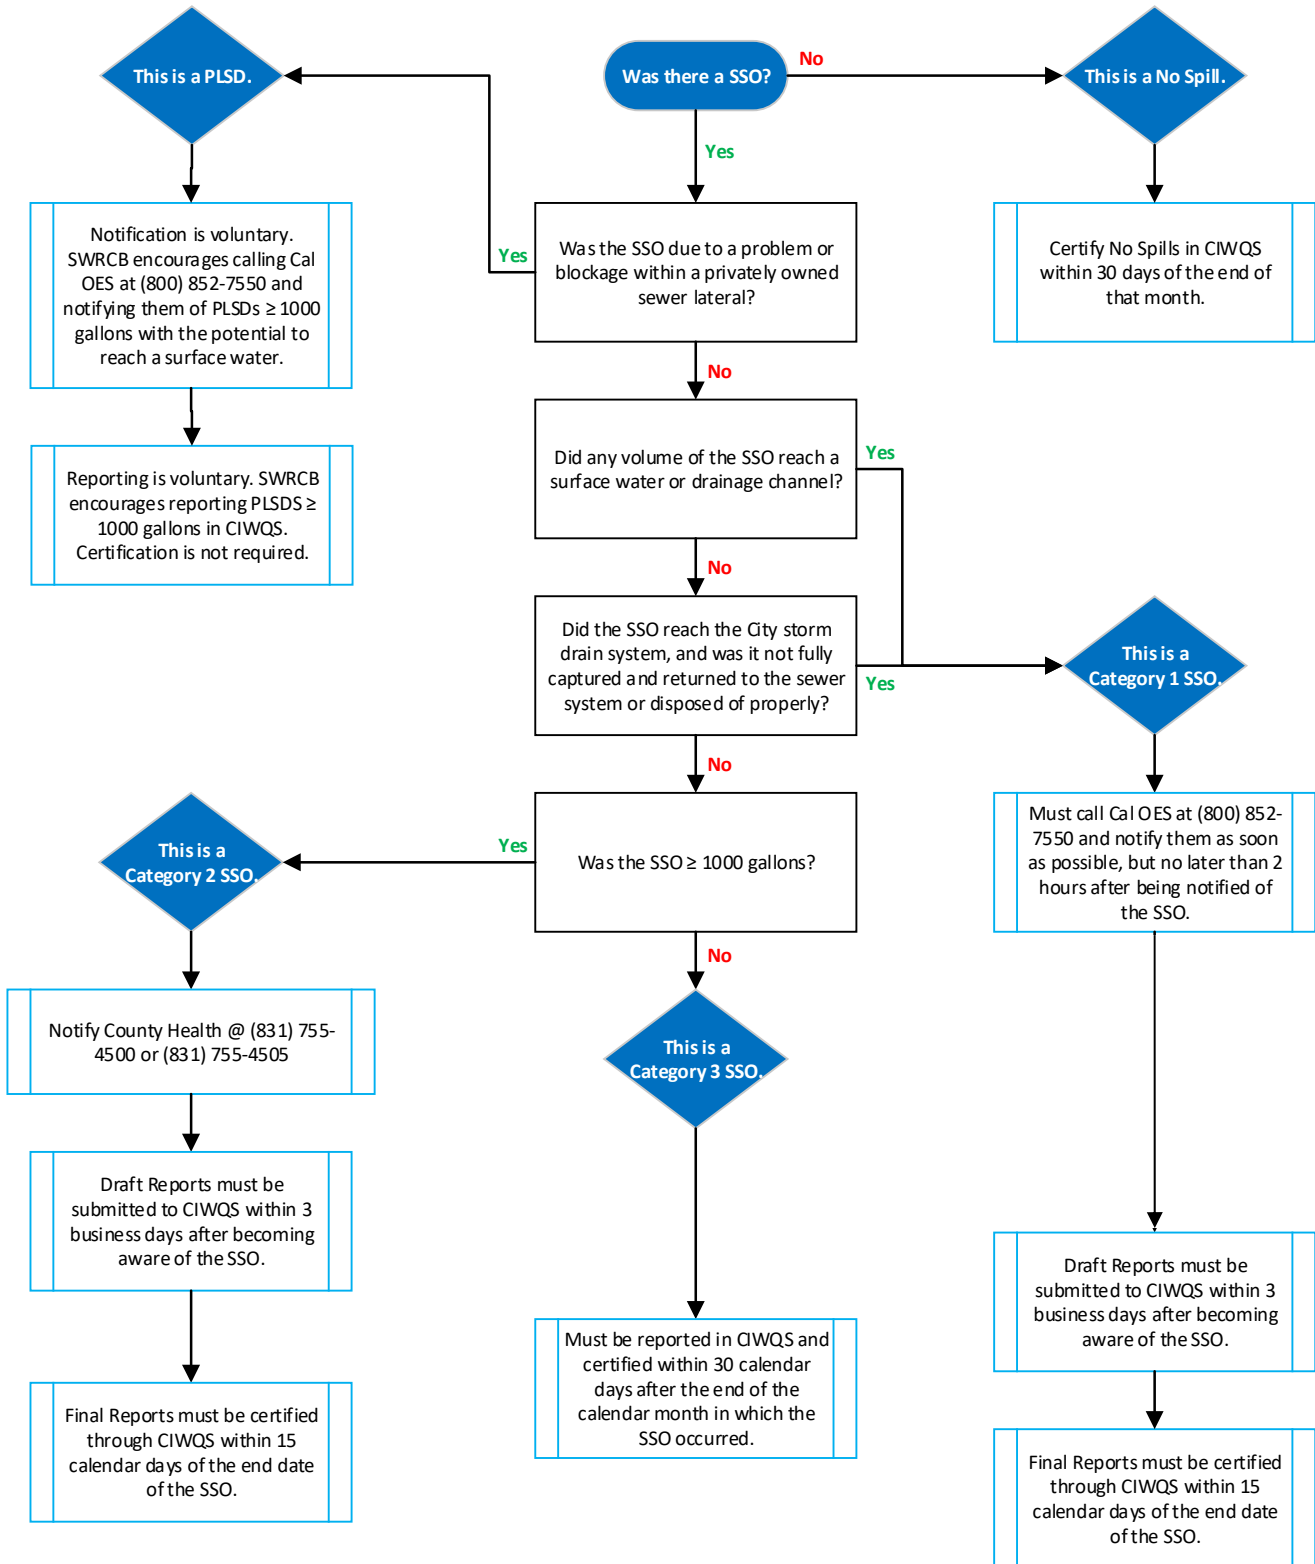 This is a PLSD.
Was there a SSO?
No
This is a No Spill.
Yes
Notification is voluntary.
SWRCB encourages calling Cal
OES at (800) 852-7550 and
notifying them of PLSDs ≥ 1000
gallons with the potential to
reach a surface water.
Yes
Was the SSO due to a problem or
blockage within a privately owned
sewer lateral?
Certify No Spills in CIWQS
within 30 days of the end of
that month.
No
Reporting is voluntary. SWRCB
encourages reporting PLSDS ≥
1000 gallons in CIWQS.
Certification is not required.
Did any volume of the SSO reach a
surface water or drainage channel?
Yes
No
Did the SSO reach the City storm
drain system, and was it not fully
captured and returned to the sewer
system or disposed of properly?
Yes
This is a
Category 1 SSO.
No
This is a
Category 2 SSO.
Yes
Was the SSO ≥ 1000 gallons?
Must call Cal OES at (800) 852-
7550 and notify them as soon
as possible, but no later than 2
hours after being notified of
the SSO.
No
Notify County Health @ (831) 755-
4500 or (831) 755-4505
This is a
Category 3 SSO.
Draft Reports must be
submitted to CIWQS within 3
business days after becoming
aware of the SSO.
Draft Reports must be
submitted to CIWQS within 3
business days after becoming
aware of the SSO.
Must be reported in CIWQS and
certified within 30 calendar
days after the end of the
calendar month in which the
SSO occurred.
Final Reports must be certified
through CIWQS within 15
calendar days of the end date
of the SSO.
Final Reports must be certified
through CIWQS within 15
calendar days of the end date
of the SSO.